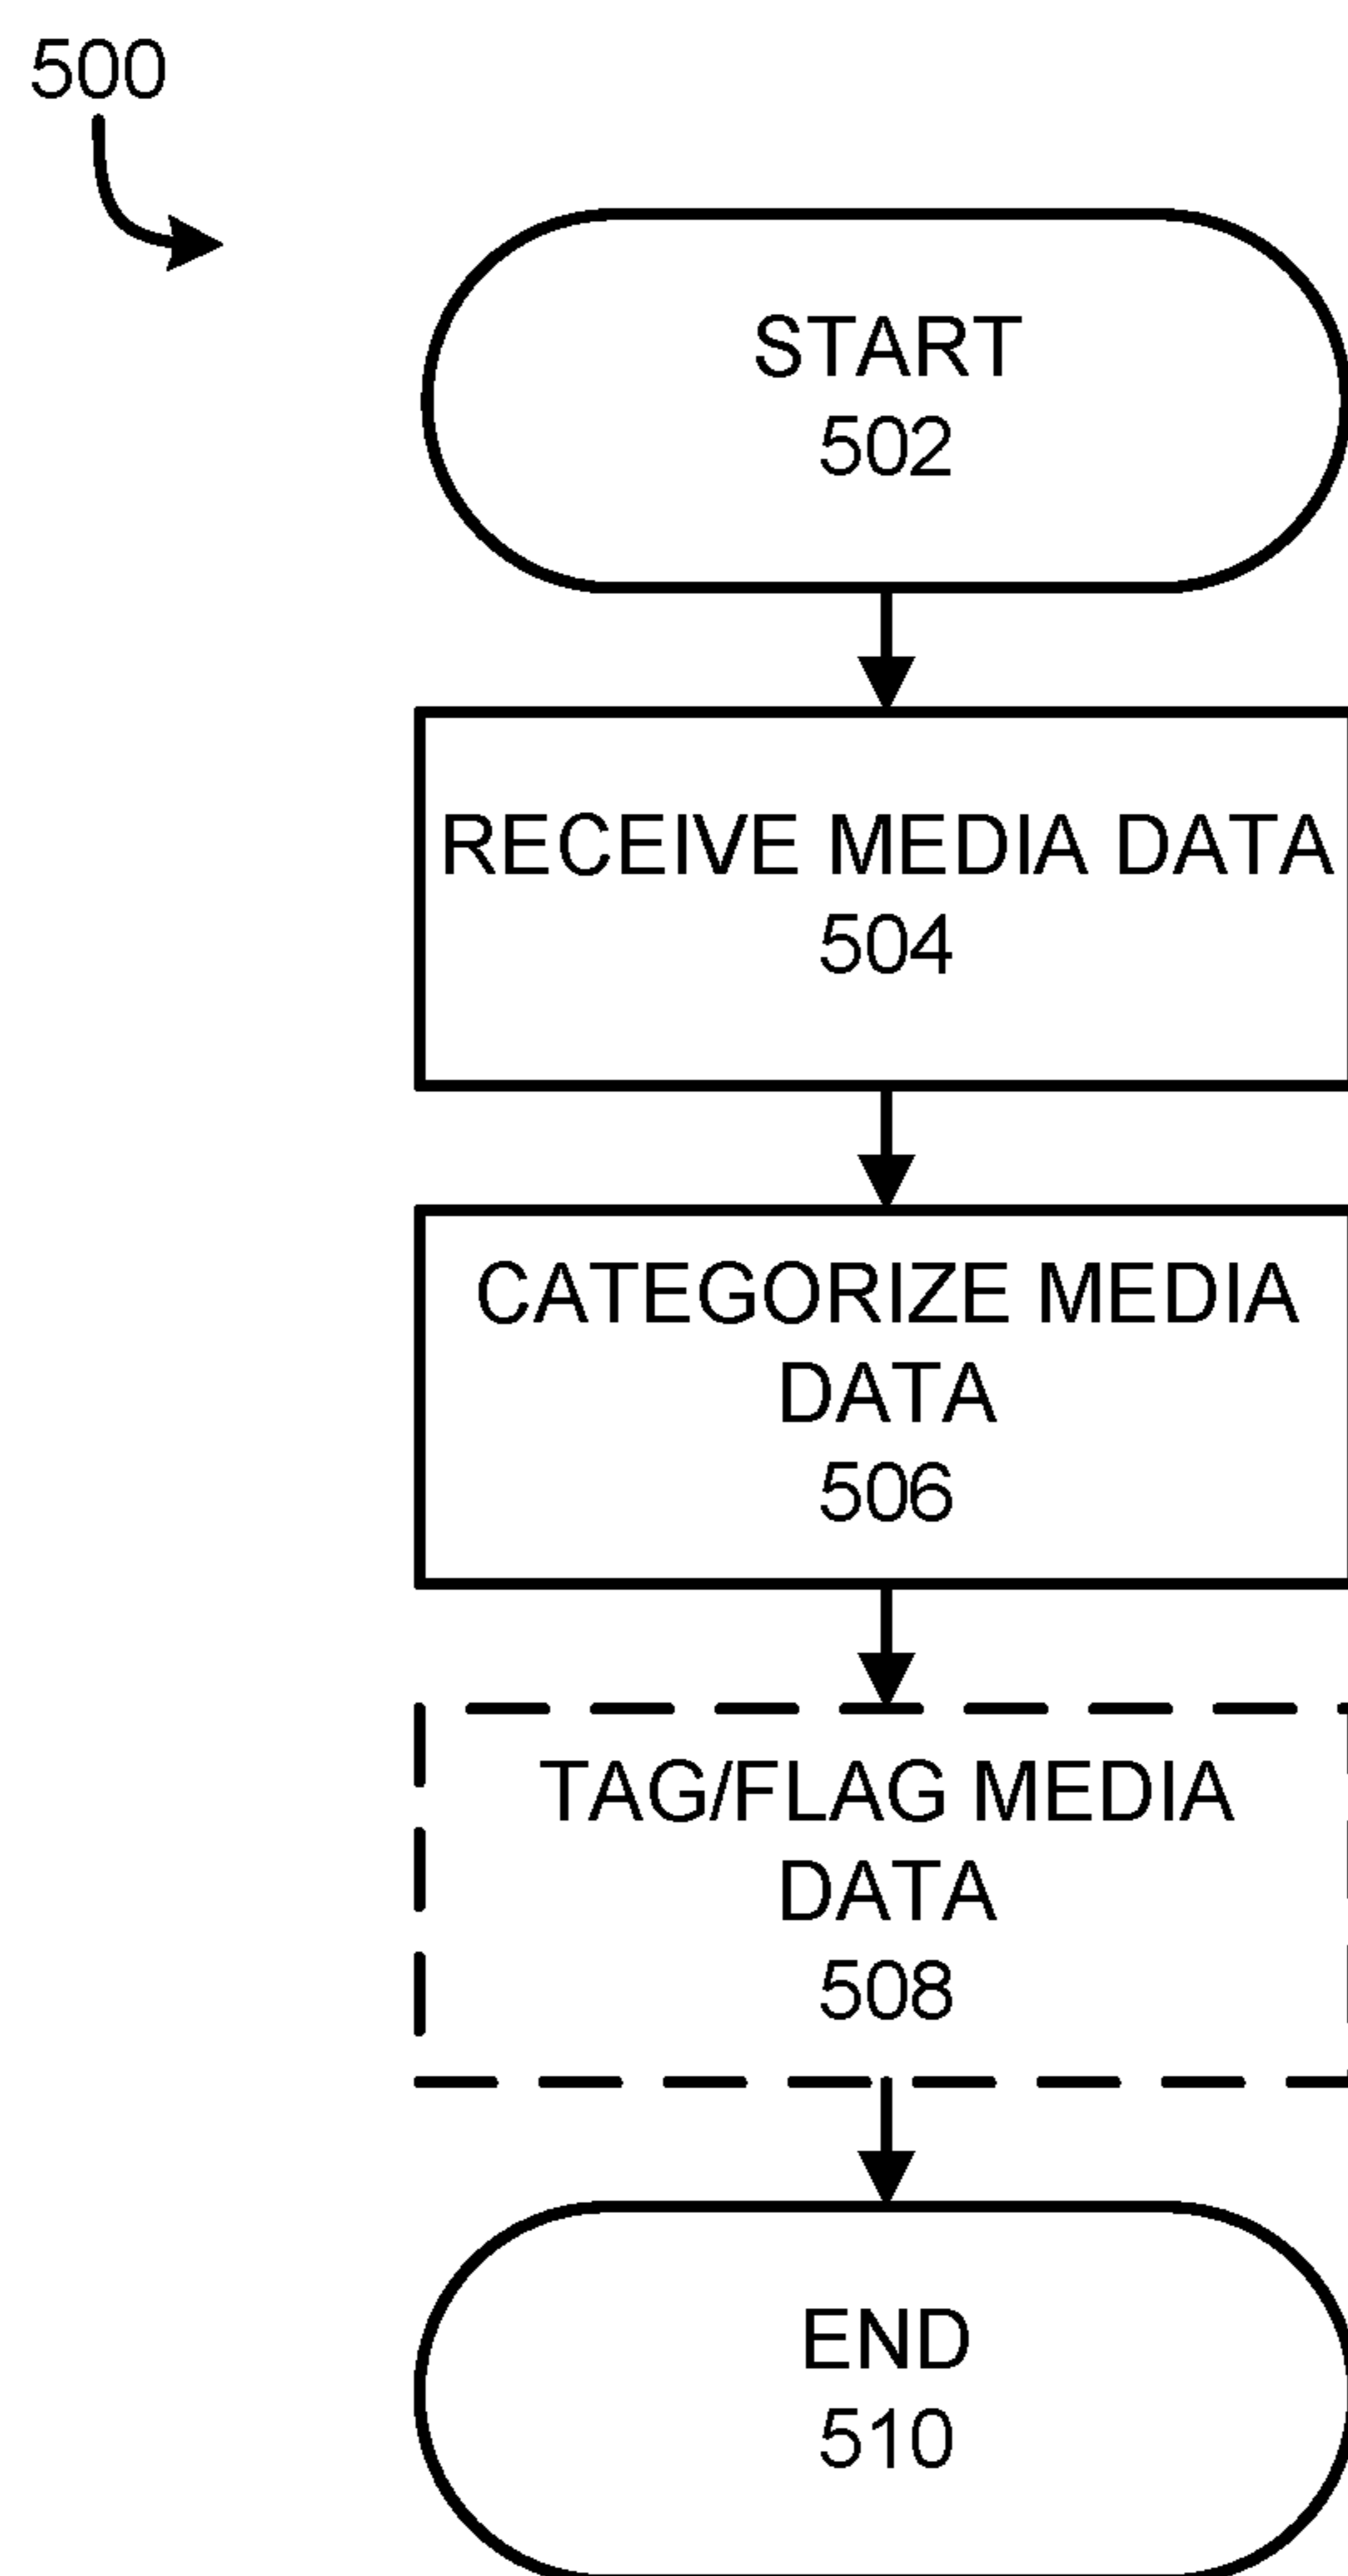 500
START
502
RECEIVE MEDIA DATA
504
CATEGORIZE MEDIA
DATA
506
TAG/FLAG MEDIA
DATA
508
END
510